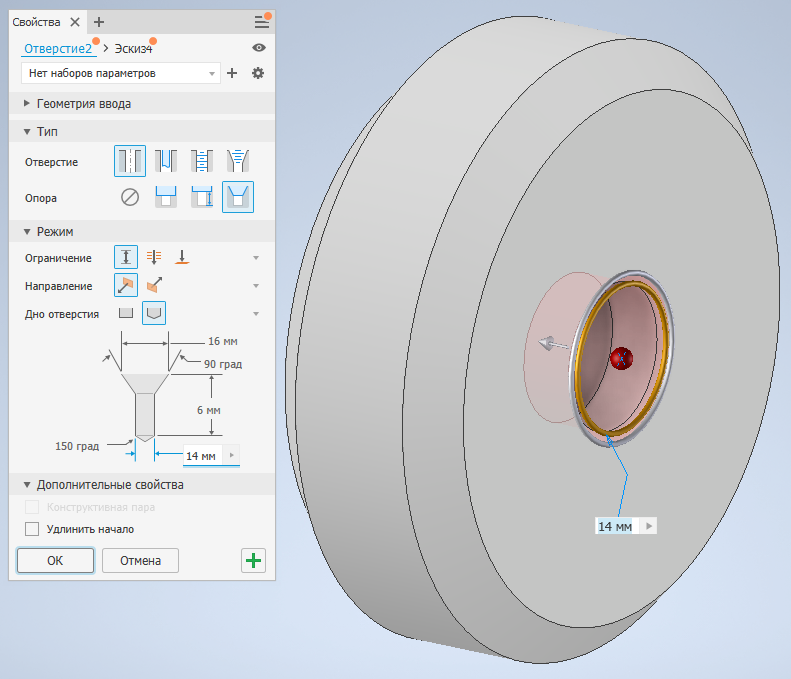 Свойства
Отверстие2 > Эскиз4
Нет наборов параметров
Геометрия ввода
Тип
Отверстие
Опора
Режим
Ограничение
Направление
Дно отверстия
16 мм
90 град
6 мм
150 град
14 мм
Дополнительные свойства
Конструктивная пара
Удлинить начало
ОК
Отмена
14 мм